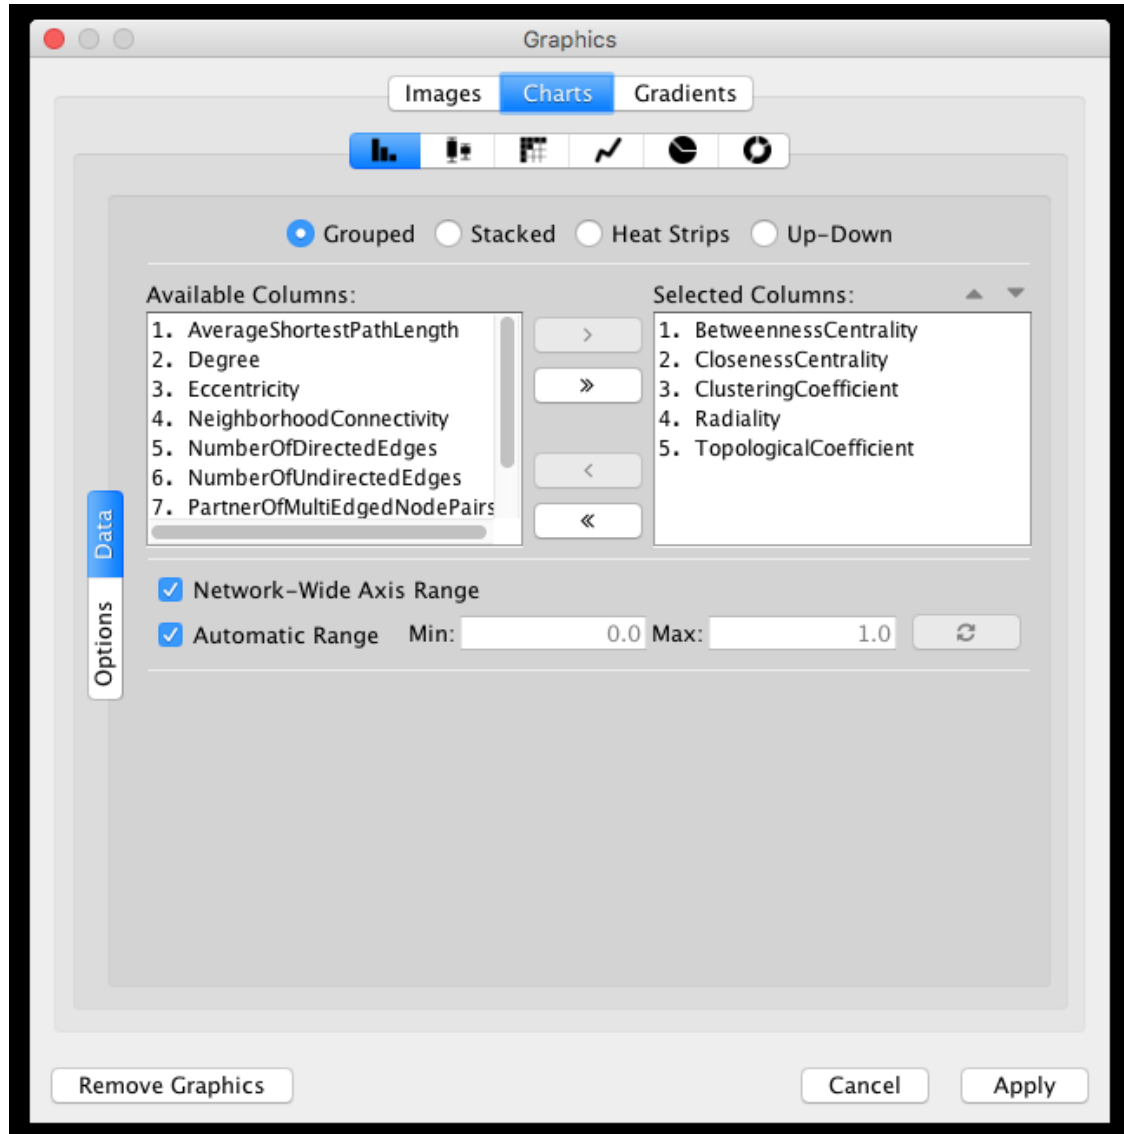 Graphics
Images Charts Gradients
Grouped Stacked Heat Strips Up-Down
Available Columns:
1. AverageShortestPathLength
2. Degree
3. Eccentricity
4. NeighborhoodConnectivity
5. NumberOfDirectedEdges
6. NumberOfUndirectedEdges
7. PartnerOfMultiEdgedNodePairs
>
»
<
«
Selected Columns:
1. BetweennessCentrality
2. ClosenessCentrality
3. ClusteringCoefficient
4. Radiality
5. TopologicalCoefficient
Data
Options
Network-Wide Axis Range
Automatic Range Min: 0.0 Max: 1.0
Remove Graphics Cancel Apply